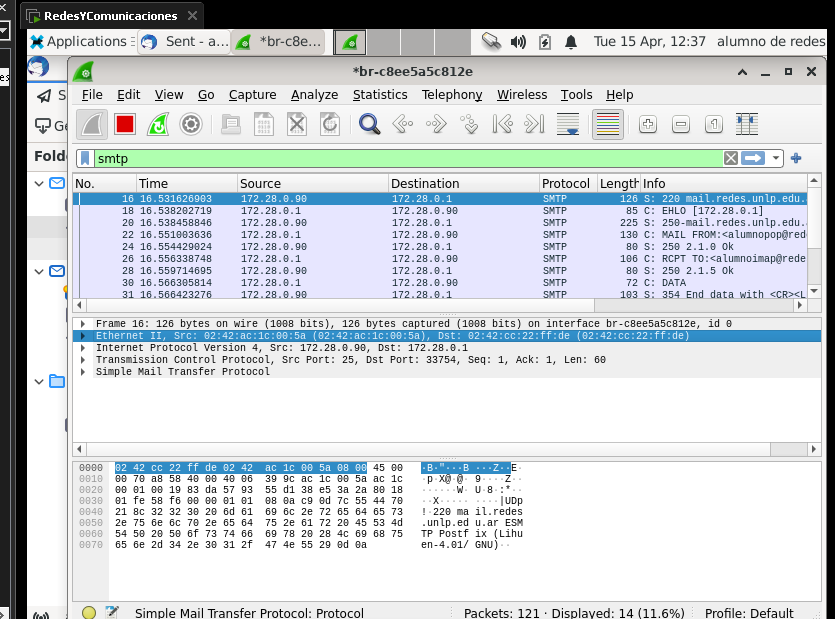 RedesYComunicaciones
Applications
Sent - a...
*br-c8e...
Tue 15 Apr, 12:37
alumno de redes
*br-c8ee5a5c812e
File Edit View Go Capture Analyze Statistics Telephony Wireless Tools Help
smtp
Fold
No. Time Source Destination Protocol Length Info
16 16.531626903 172.28.0.90 172.28.0.1 SMTP 126 S: 220 mail.redes.unlp.edu.
18 16.538202719 172.28.0.1 172.28.0.90 SMTP 85 C: EHLO [172.28.0.1]
20 16.538458846 172.28.0.90 172.28.0.1 SMTP 225 S: 250-mail.redes.unlp.edu.
22 16.551003636 172.28.0.1 172.28.0.90 SMTP 130 C: MAIL FROM:<alumnopop@red
24 16.554429024 172.28.0.90 172.28.0.1 SMTP 80 S: 250 2.1.0 Ok
26 16.556338748 172.28.0.1 172.28.0.90 SMTP 106 C: RCPT TO:<alumnoimap@rede
28 16.559714695 172.28.0.90 172.28.0.1 SMTP 80 S: 250 2.1.5 Ok
30 16.566305814 172.28.0.1 172.28.0.90 SMTP 72 C: DATA
31 16.566423276 172.28.0.90 172.28.0.1 SMTP 103 S: 354 End data with <CR><L
Frame 16: 126 bytes on wire (1008 bits), 126 bytes captured (1008 bits) on interface br-c8ee5a5c812e, id 0
Ethernet II, Src: 02:42:ac:1c:00:5a (02:42:ac:1c:00:5a), Dst: 02:42:cc:22:ff:de (02:42:cc:22:ff:de)
Internet Protocol Version 4, Src: 172.28.0.90, Dst: 172.28.0.1
Transmission Control Protocol, Src Port: 25, Dst Port: 33754, Seq: 1, Ack: 1, Len: 60
Simple Mail Transfer Protocol
0000 02 42 cc 22 ff de 02 42 ac 1c 00 5a 08 00 45 00 ·B·"···B ···Z··E·
0010 00 70 a8 58 40 00 40 06 39 9c ac 1c 00 5a ac 1c ·p·X@·@· 9····Z··
0020 00 01 00 19 83 da 57 93 55 d1 38 e5 3a 2a 80 18 ······W· U·8·:*··
0030 01 fe 58 f6 00 00 01 01 08 0a c9 0d 7c 55 44 70 ··X····· ····|UDp
0040 21 8c 32 32 30 20 6d 61 69 6c 2e 72 65 64 65 73 !·220 ma il.redes
0050 2e 75 6e 6c 70 2e 65 64 75 2e 61 72 20 45 53 4d .unlp.ed u.ar ESM
0060 54 50 20 50 6f 73 74 66 69 78 20 28 4c 69 68 75 TP Postf ix (Lihu
0070 65 6e 2d 34 2e 30 31 2f 47 4e 55 29 0d 0a en-4.01/ GNU)··
Simple Mail Transfer Protocol: Protocol
Packets: 121 · Displayed: 14 (11.6%)
Profile: Default